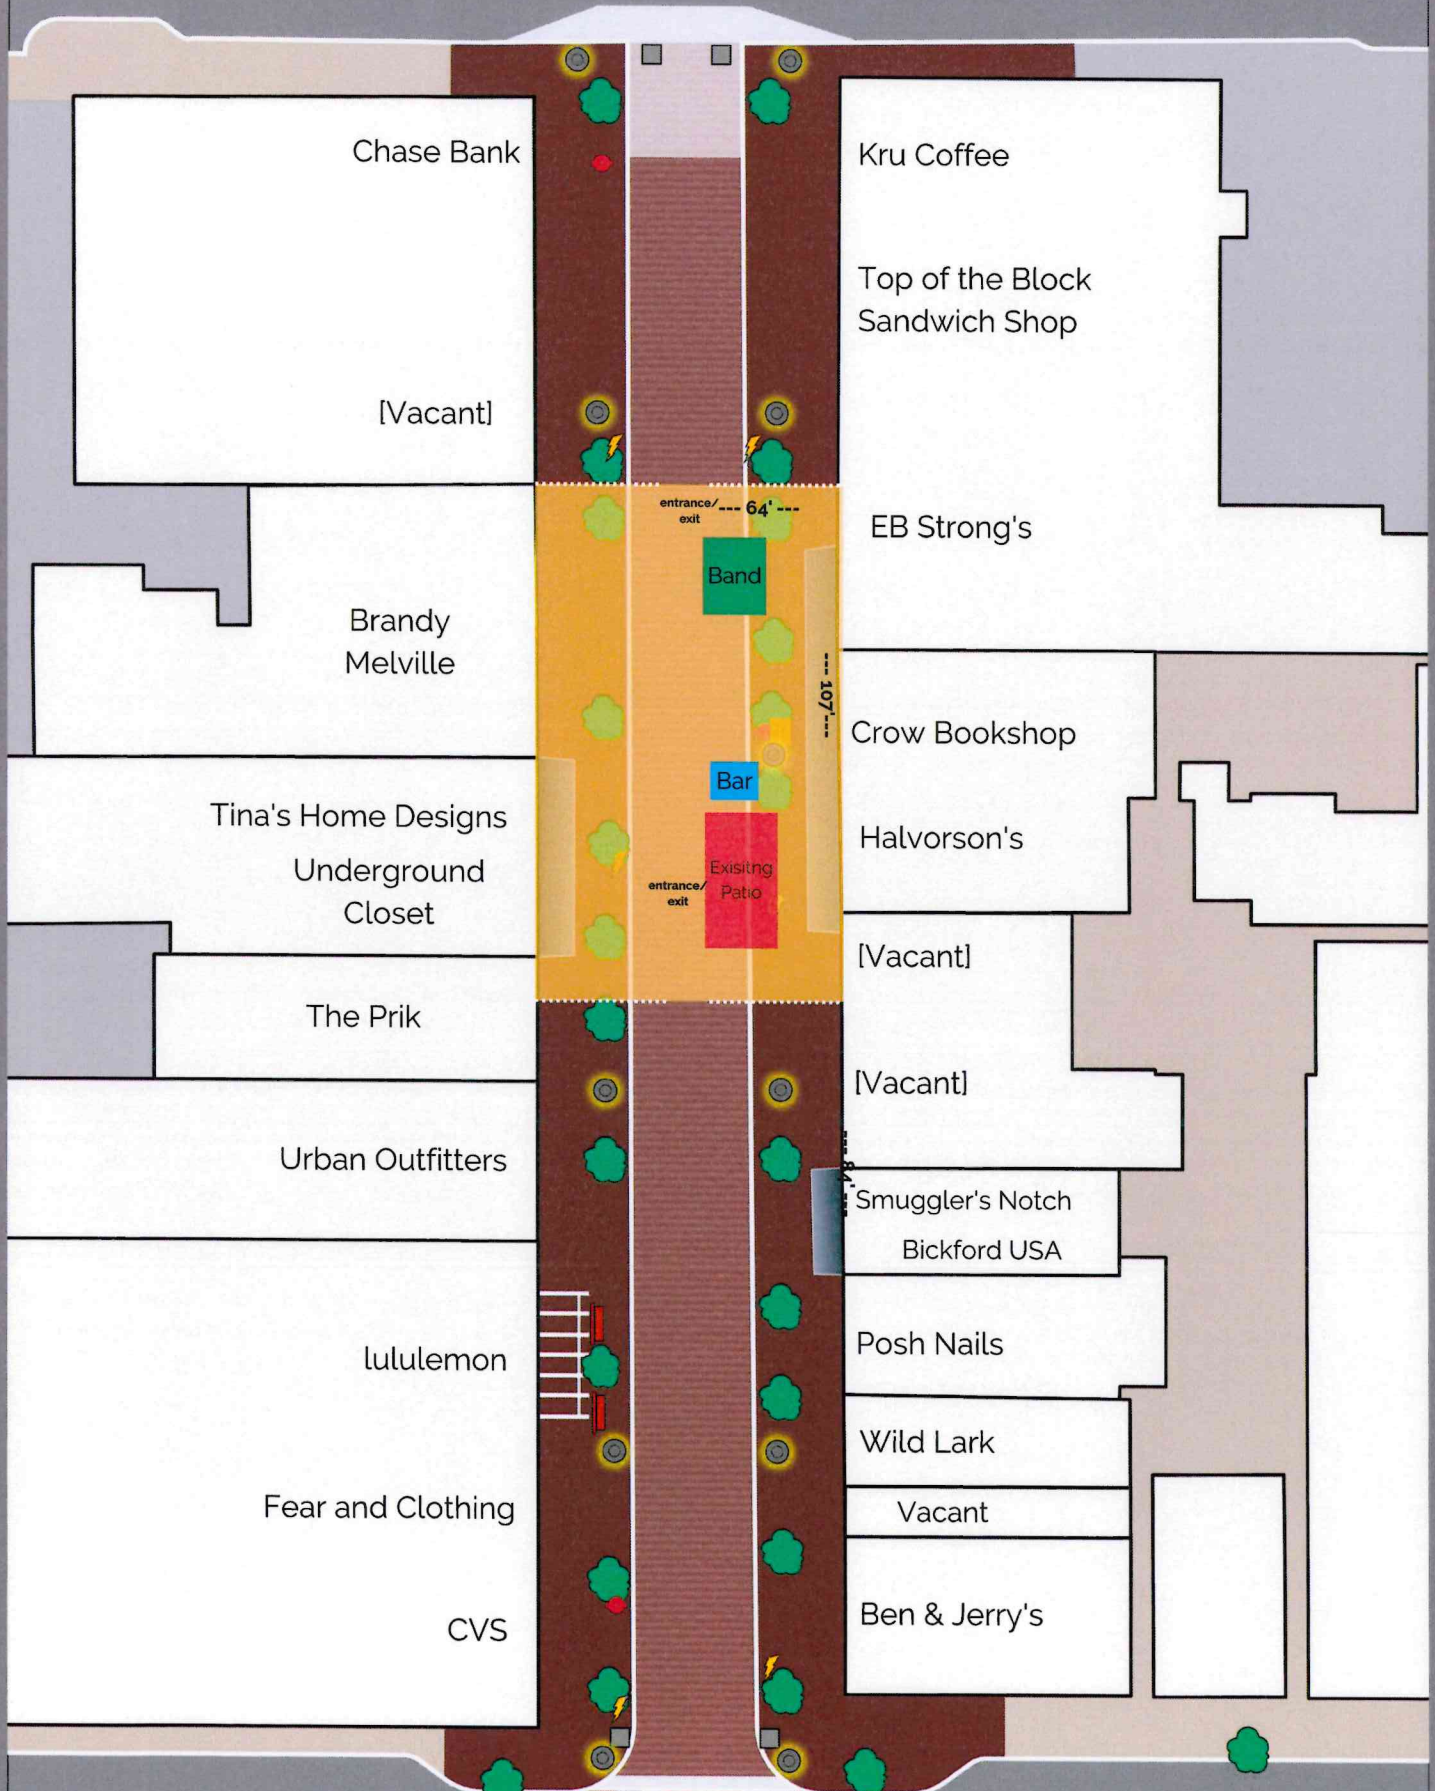 Chase Bank
[Vacant]
Brandy
Melville
Tina's Home Designs
Underground
Closet
The Prik
Urban Outfitters
lululemon
Fear and Clothing
CVS
entrance/
exit
--- 64' ---
Band
--- 107'---
Bar
Exisitng
Patio
entrance/
exit
Kru Coffee
Top of the Block
Sandwich Shop
EB Strong's
Crow Bookshop
Halvorson's
[Vacant]
[Vacant]
--- 84' ---
Smuggler's Notch
Bickford USA
Posh Nails
Wild Lark
Vacant
Ben & Jerry's